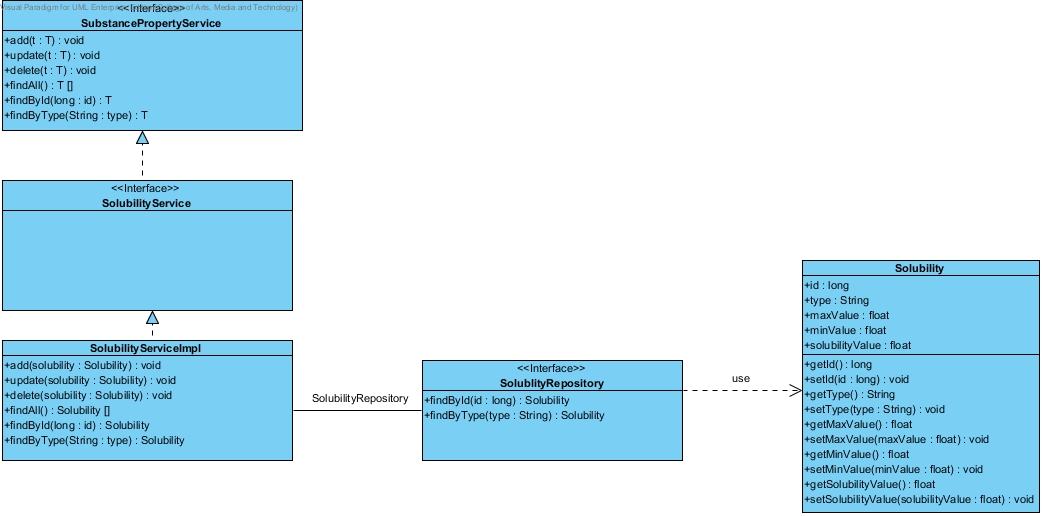 Visual Paradigm for UML Enterprise of Arts, Media and Technology)
<<Interface>>
SubstancePropertyService
+add(t : T) : void
+update(t : T) : void
+delete(t : T) : void
+findAll() : T []
+findById(long : id) : T
+findByType(String : type) : T
<<Interface>>
SolubilityService
SolubilityServiceImpl
+add(solubility : Solubility) : void
+update(solubility : Solubility) : void
+delete(solubility : Solubility) : void
+findAll() : Solubility []
+findById(long : id) : Solubility
+findByType(String : type) : Solubility
SolubilityRepository
<<Interface>>
SolublityRepository
+findById(id : long) : Solubility
+findByType(type : String) : Solubility
use
Solubility
+id : long
+type : String
+maxValue : float
+minValue : float
+solubilityValue : float
+getId() : long
+setId(id : long) : void
+getType() : String
+setType(type : String) : void
+getMaxValue() : float
+setMaxValue(maxValue : float) : void
+getMinValue() : float
+setMinValue(minValue : float) : void
+getSolubilityValue() : float
+setSolubilityValue(solubilityValue : float) : void